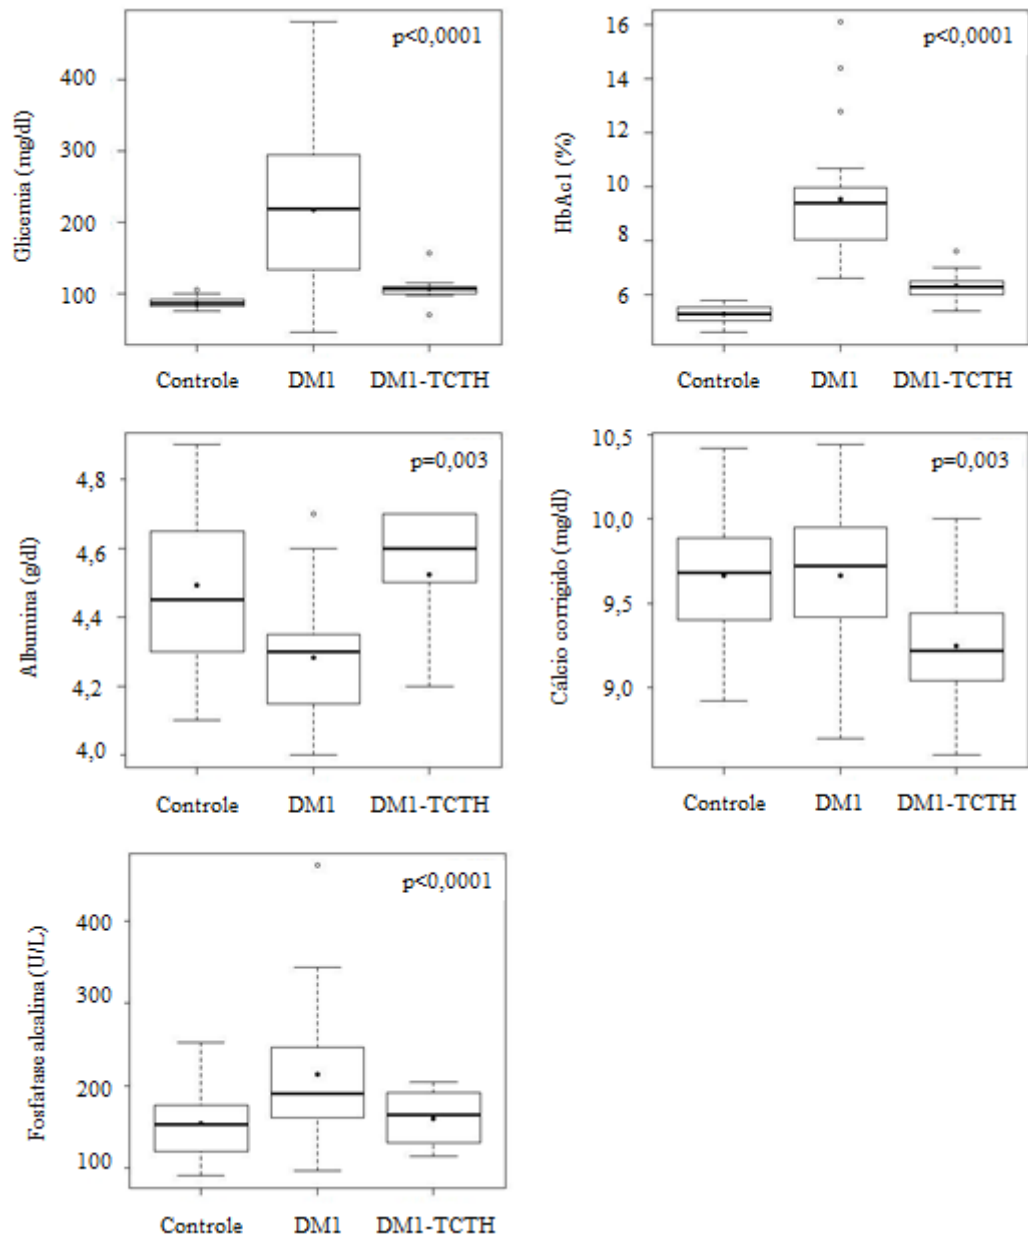 Glicemia (mg/dl)
p<0,0001
400
300
200
100
Controle DM1 DM1-TCTH
HbAc1 (%)
p<0,0001
16
14
12
10
8
6
Controle DM1 DM1-TCTH
Albumina (g/dl)
p=0,003
4,8
4,6
4,4
4,2
4,0
Controle DM1 DM1-TCTH
Cálcio corrigido (mg/dl)
p=0,003
10,5
10,0
9,5
9,0
Controle DM1 DM1-TCTH
Fosfatase alcalina (U/L)
p<0,0001
400
300
200
100
Controle DM1 DM1-TCTH